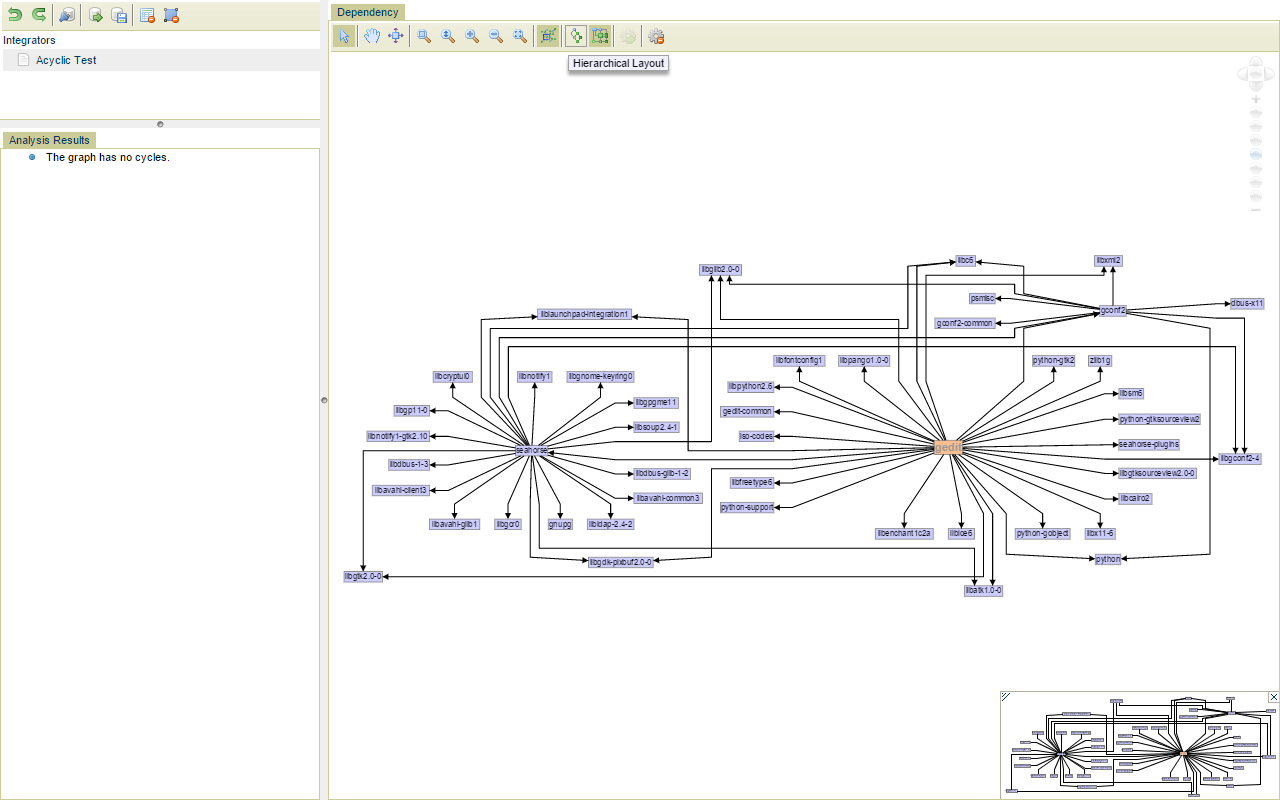 Dependency
Integrators
Acyclic Test
Hierarchical Layout
Analysis Results
The graph has no cycles.
libc6
libxml2
libglib2.0-0
psmisc
dbus-x11
gconf2
liblaunchpad-integration1
gconf2-common
libfontconfig1
libpango1.0-0
python-gtk2
zlib1g
libcryptui0
libnotify1
libgnome-keyring0
libpython2.6
libsm6
libgp11-0
libgpgme11
gedit-common
python-gtksourceview2
libsoup2.4-1
libnotify1-gtk2.10
iso-codes
seahorse-plugins
seahorse
gedit
libgconf2-4
libdbus-1-3
libdbus-glib-1-2
libgtksourceview2.0-0
libfreetype6
libavahi-client3
libavahi-common3
libcairo2
python-support
libavahi-glib1
libgcr0
gnupg
libldap-2.4-2
libenchant1c2a
libice6
python-gobject
libx11-6
libgdk-pixbuf2.0-0
python
libgtk2.0-0
libatk1.0-0